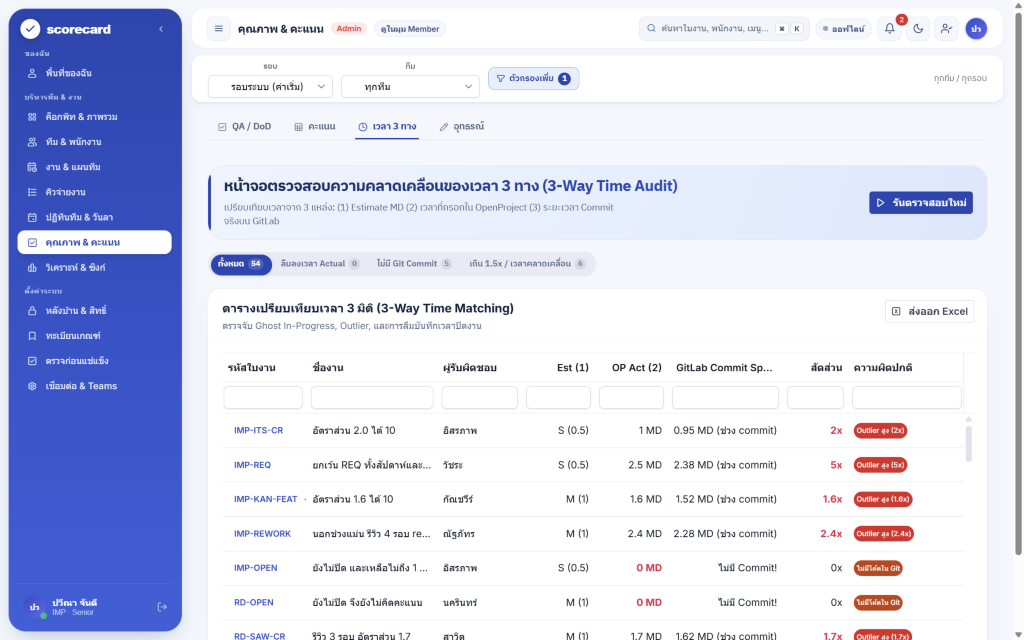 scorecard
ของฉัน
พื้นที่ของฉัน
บริหารทีม & งาน
ค็อกพิท & ภาพรวม
ทีม & พนักงาน
งาน & แผนทีม
คิวจ่ายงาน
ปฏิทินทีม & วันลา
คุณภาพ & คะแนน
วิเคราะห์ & ซิงก์
ตั้งค่าระบบ
หลังบ้าน & สิทธิ์
ทะเบียนเกณฑ์
ตรวจก่อนแช่แข็ง
เชื่อมต่อ & Teams
ปวีณา จันดี
IMP · Senior
ปา
คุณภาพ & คะแนน Admin ดูในมุม Member
ค้นหาใบงาน, พนักงาน, เมนู... ⌘ K
ออฟไลน์
2
ปา
รอบ
รอบระบบ (ค่าเริ่ม)
ทีม
ทุกทีม
ตัวกรองเพิ่ม 1
ทุกทีม / ทุกรอบ
QA / DoD คะแนน เวลา 3 ทาง อุทธรณ์
หน้าจอตรวจสอบความคลาดเคลื่อนของเวลา 3 ทาง (3-Way Time Audit)
เปรียบเทียบเวลาจาก 3 แหล่ง: (1) Estimate MD (2) เวลาที่กรอกใน OpenProject (3) ระยะเวลา Commit
จริงบน GitLab
รันตรวจสอบใหม่
ทั้งหมด 54 ลืมลงเวลา Actual 0 ไม่มี Git Commit 5 เกิน 1.5x / เวลาคลาดเคลื่อน 6
ตารางเปรียบเทียบเวลา 3 มิติ (3-Way Time Matching)
ตรวจจับ Ghost In-Progress, Outlier, และการลืมบันทึกเวลาปิดงาน
ส่งออก Excel
รหัสใบงาน ชื่องาน ผู้รับผิดชอบ Est (1) OP Act (2) GitLab Commit Sp... สัดส่วน ความผิดปกติ
IMP-ITS-CR อัตราส่วน 2.0 ได้ 10 อิสรภาพ S (0.5) 1 MD 0.95 MD (ช่วง commit) 2x Outlier สูง (2x)
IMP-REQ ยกเว้น REQ ทั้งสัปดาห์และ... วัชระ S (0.5) 2.5 MD 2.38 MD (ช่วง commit) 5x Outlier สูง (5x)
IMP-KAN-FEAT · อัตราส่วน 1.6 ได้ 10 กัณชวีร์ M (1) 1.6 MD 1.52 MD (ช่วง commit) 1.6x Outlier สูง (1.6x)
IMP-REWORK นอกช่วงแม่น รีวิว 4 รอบ re... ณัฐภัทร M (1) 2.4 MD 2.28 MD (ช่วง commit) 2.4x Outlier สูง (2.4x)
IMP-OPEN ยังไม่ปิด และเหลือไม่ถึง 1 ... อิสรภาพ S (0.5) 0 MD ไม่มี Commit! 0x ไม่มีโค้ดใน Git
RD-OPEN ยังไม่ปิด จึงยังไม่คิดคะแนน นครินทร์ M (1) 0 MD ไม่มี Commit! 0x ไม่มีโค้ดใน Git
RD-SAW-CR รีวิว 3 รอบ อัตราส่วน 1.7 สาวิต M (1) 1.7 MD 1.62 MD (ช่วง commit) 1.7x Outlier สูง (1.7x)